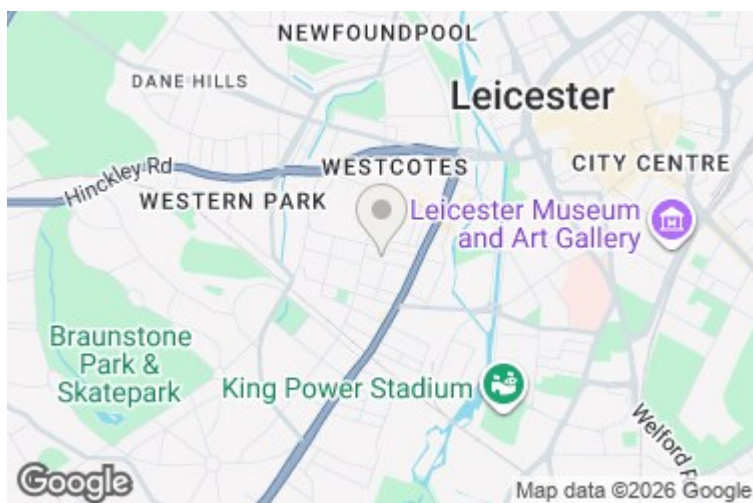 NEWFOUNDPOOL
DANE HILLS
Leicester
Hinckley Rd
WESTCOTES
CITY CENTRE
WESTERN PARK
Leicester Museum
and Art Gallery
Braunstone
Park &
Skatepark
King Power Stadium
Welford
Google
Map data ©2026 Google